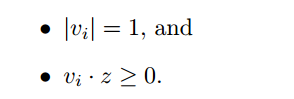 • |v_i| = 1, and
• v_i · z ≥ 0.